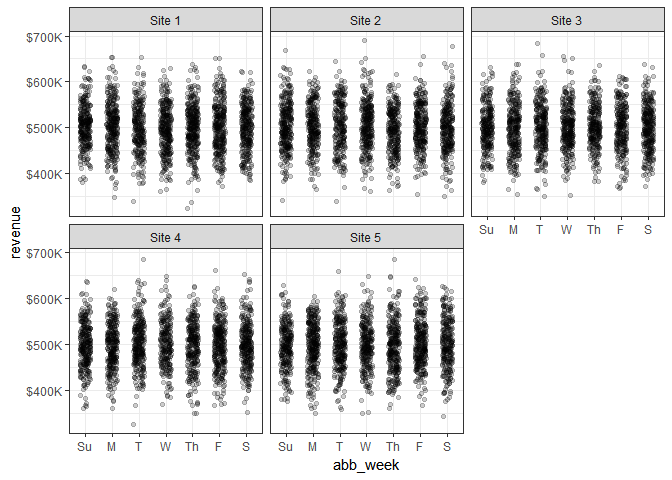 Site 1
Site 2
Site 3
$700K
$600K
$500K
$400K
Su M T W Th F S
Site 4
Site 5
$700K
$600K
$500K
$400K
Su M T W Th F S
Su M T W Th F S
revenue
abb_week